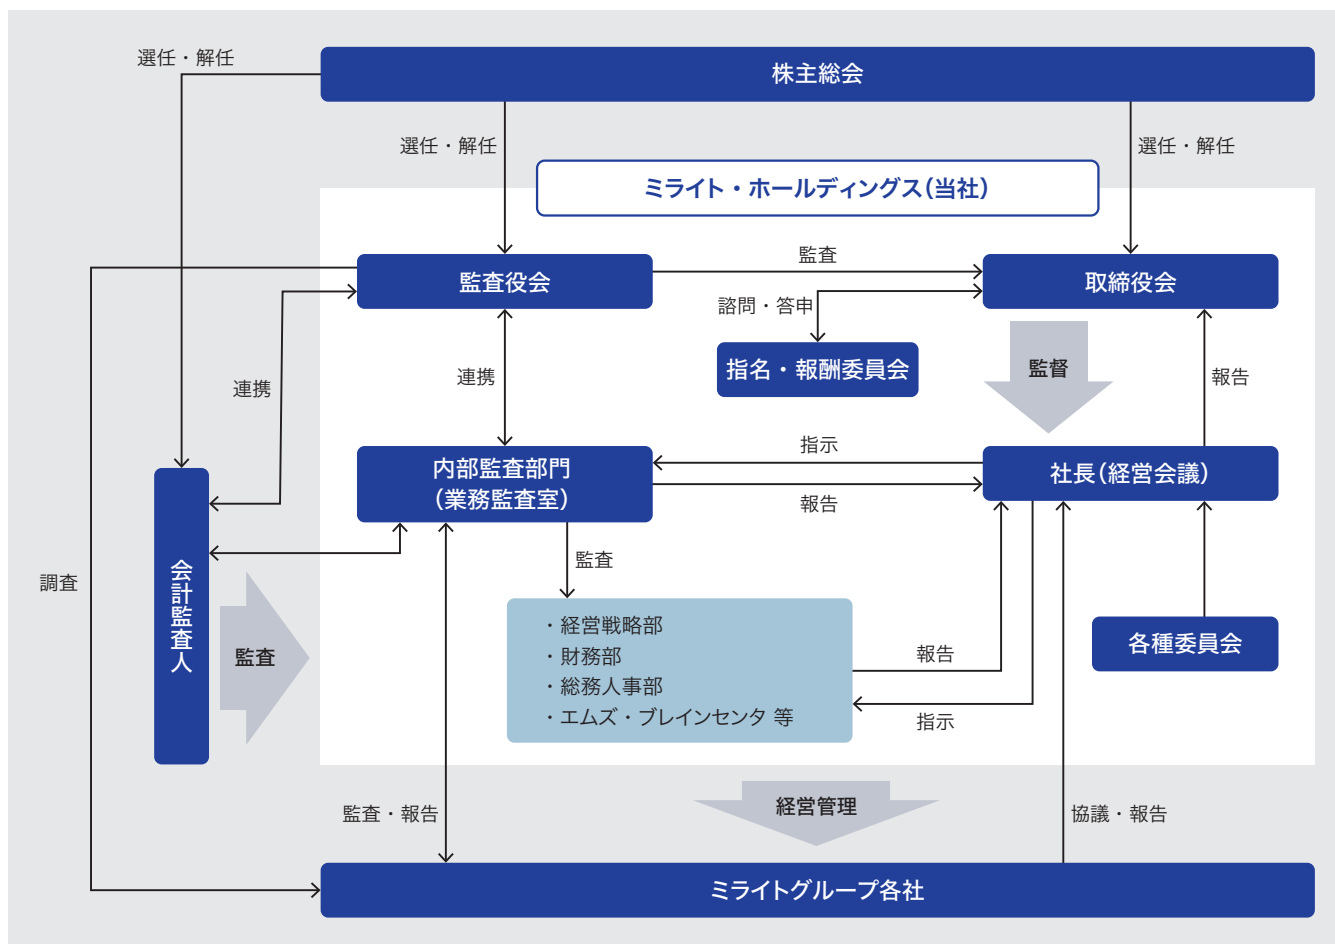 選任・解任
株主総会
選任・解任
選任・解任
ミライト・ホールディングス(当社)
監査
監査役会
取締役会
諮問・答申
指名・報酬委員会
監督
連携
連携
報告
指示
内部監査部門
(業務監査室)
社長(経営会議)
報告
監査
調査
会計監査人
監査
・経営戦略部
・財務部
・総務人事部
・エムズ・ブレインセンタ 等
報告
指示
各種委員会
監査・報告
経営管理
協議・報告
ミライトグループ各社